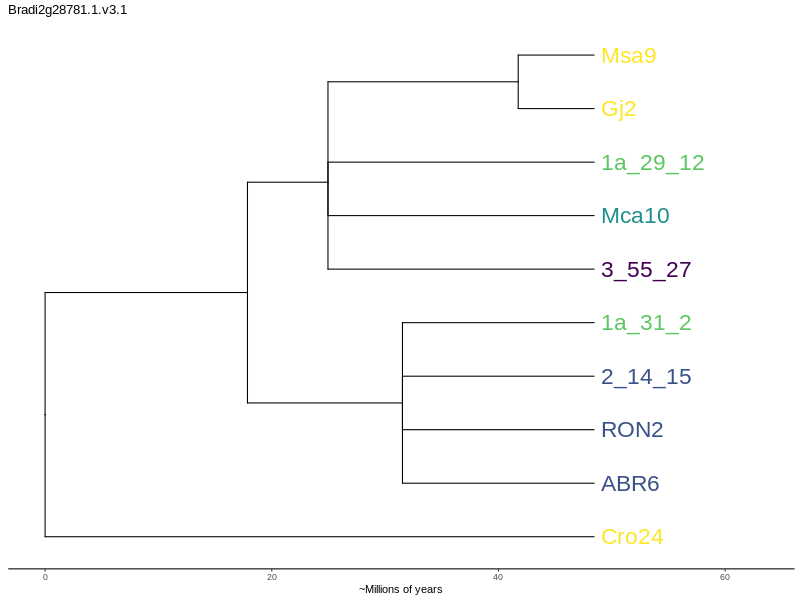 Bradi2g28781.1.v3.1
Msa9
Gj2
1a_29_12
Mca10
3_55_27
1a_31_2
2_14_15
RON2
ABR6
Cro24
0 20 40 60
~Millions of years